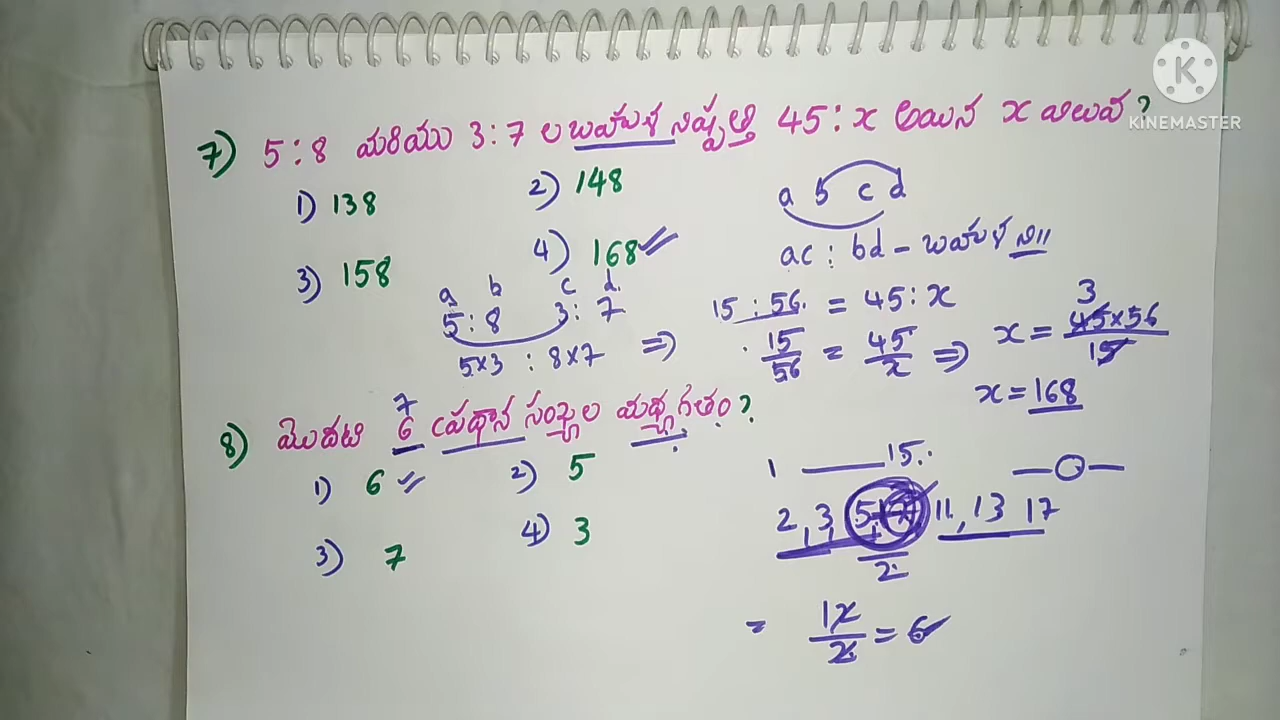 7) 5:8 మరియు 3:7 ల బహుళ నిష్పత్తి 45:x అయిన x విలువ?
KINEMASTER
1) 138
2) 148
3) 158
4) 168
a b c d
ac : bd - బహుళ ని॥
a b c d.
5:8 3:7
5×3 : 8×7 ⇒
15 : 56. = 45 : x
15/56 = 45/x ⇒ x = 45×56/15
3
x = 168
7
8) మొదటి 6 ప్రధాన సంఖ్యల మధ్యగతం?
1) 6
2) 5
3) 7
4) 3
1 — 15.
2, 3, 5+7, 11, 13 17
2
= 12/2 = 6